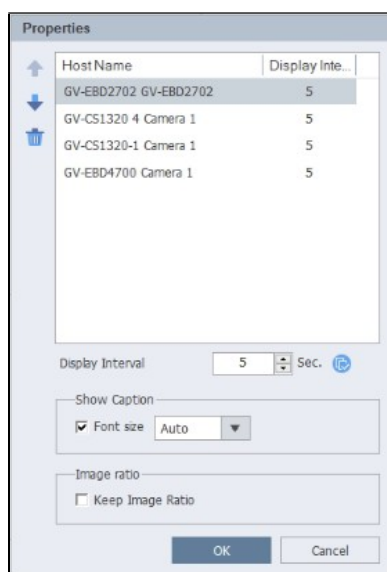 Properties
Host Name Display Inte...
GV-EBD2702 GV-EBD2702 5
GV-CS1320 4 Camera 1 5
GV-CS1320-1 Camera 1 5
GV-EBD4700 Camera 1 5
Display Interval 5 Sec.
Show Caption
Font size Auto
Image ratio
Keep Image Ratio
OK Cancel